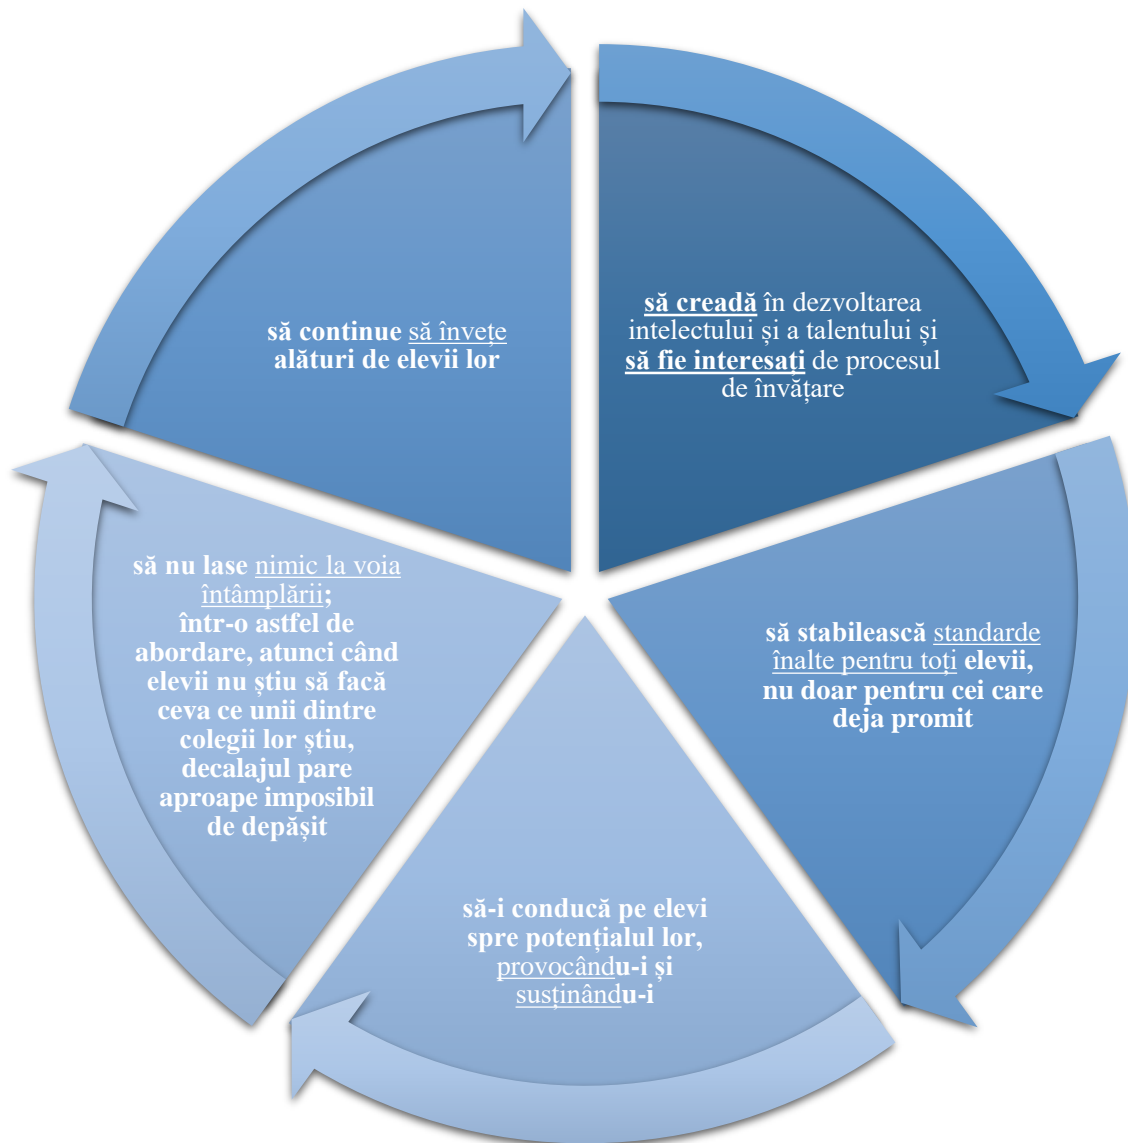 să creadă în dezvoltarea
intelectului și a talentului și
să fie interesați de procesul
de învățare
să stabilească standarde
înalte pentru toți elevii,
nu doar pentru cei care
deja promit
să-i conducă pe elevi
spre potențialul lor,
provocându-i și
susținându-i
să nu lase nimic la voia
întâmplării;
într-o astfel de
abordare, atunci când
elevii nu știu să facă
ceva ce unii dintre
colegii lor știu,
decalajul pare
aproape imposibil
de depășit
să continue să învețe
alături de elevii lor